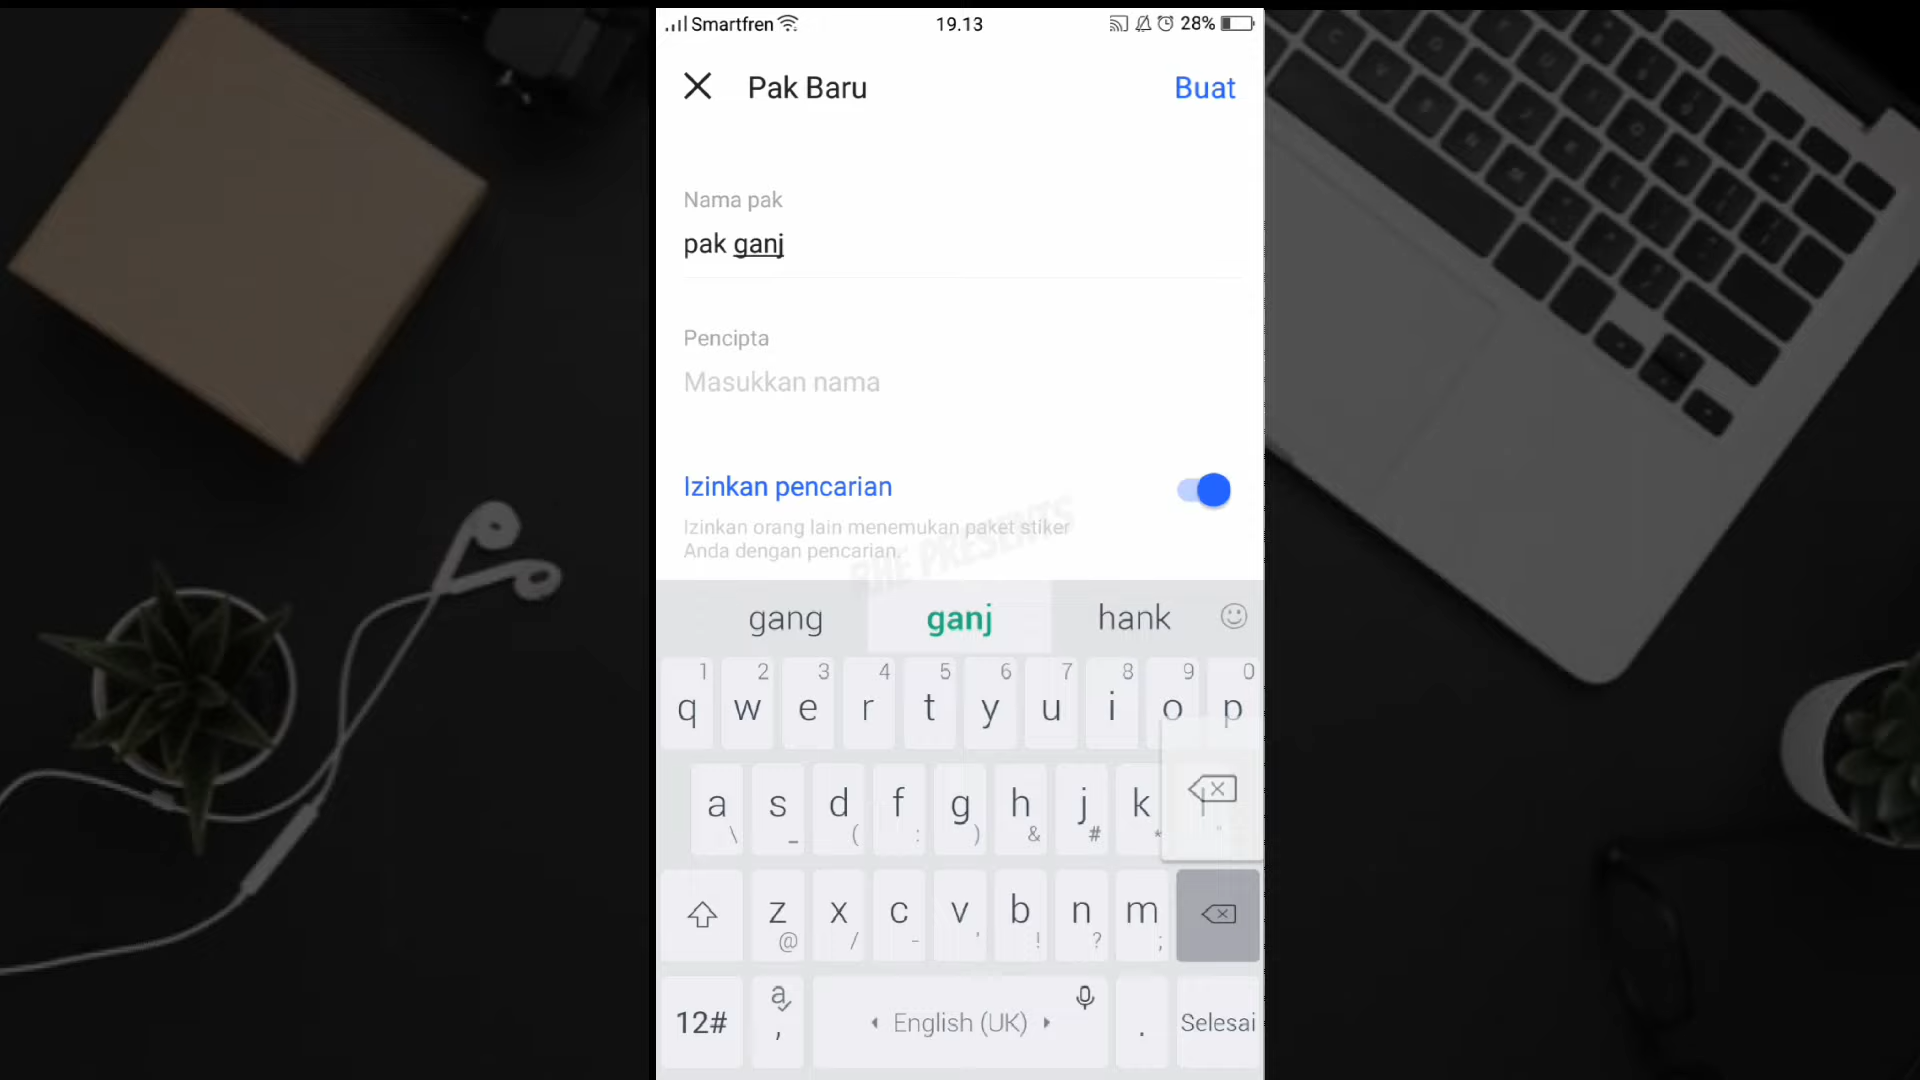 Smartfren 19.13 28%
Pak Baru Buat
Nama pak
pak ganj
Pencipta
Masukkan nama
Izinkan pencarian
Izinkan orang lain menemukan paket stiker
Anda dengan pencarian.
RHE PRESENTS
gang ganj hank
1 2 3 4 5 6 7 8 9 0
q w e r t y u i o p
a s d f g h j k l
\ _ ( : ) & # * "
z x c v b n m
@ / - ' ! ? ;
12# a , English (UK) . Selesai